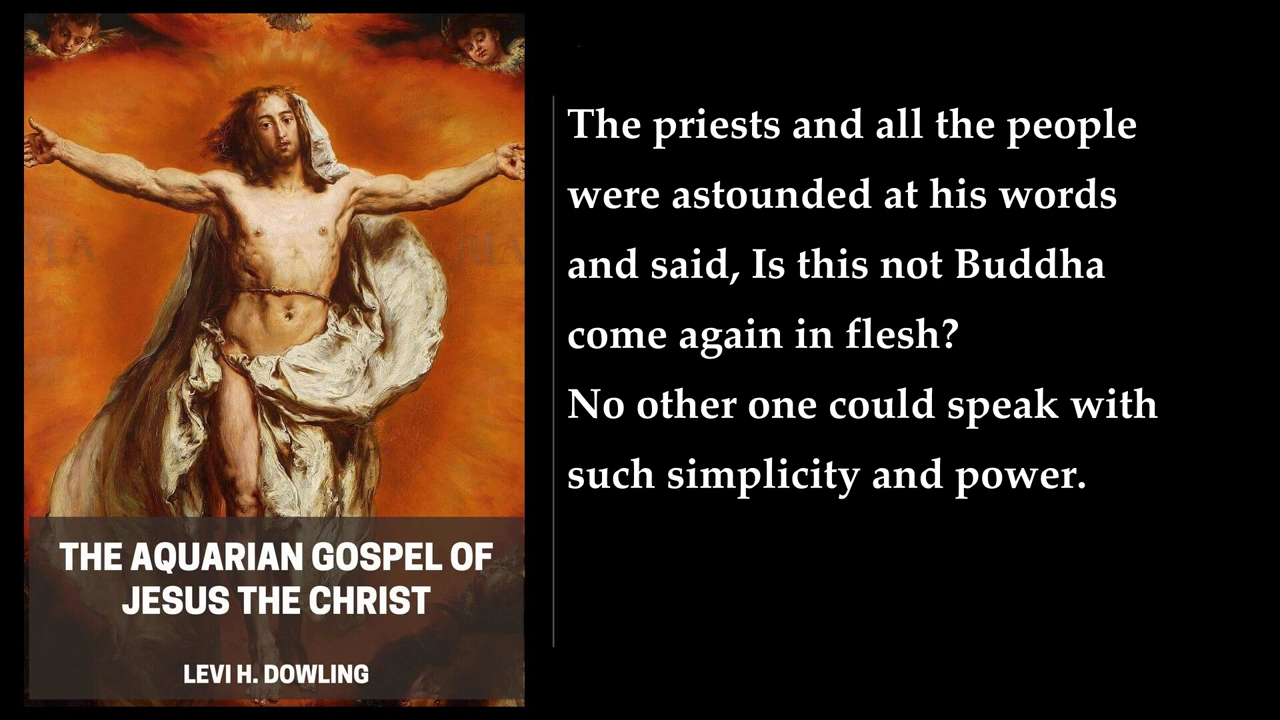 THE AQUARIAN GOSPEL OF
JESUS THE CHRIST
LEVI H. DOWLING
The priests and all the people
were astounded at his words
and said, Is this not Buddha
come again in flesh?
No other one could speak with
such simplicity and power.